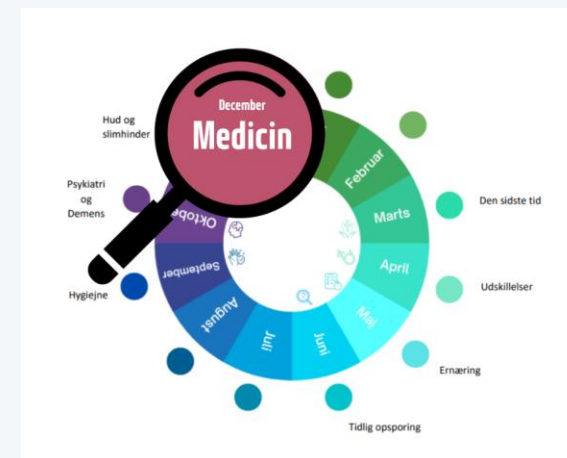 December
Medicin
Hud og
slimhinder
Psykiatri
og
Demens
Hygiejne
Februar
Marts
April
Maj
Juni
Juli
August
September
Den sidste tid
Udskillelser
Ernæring
Tidlig opsporing